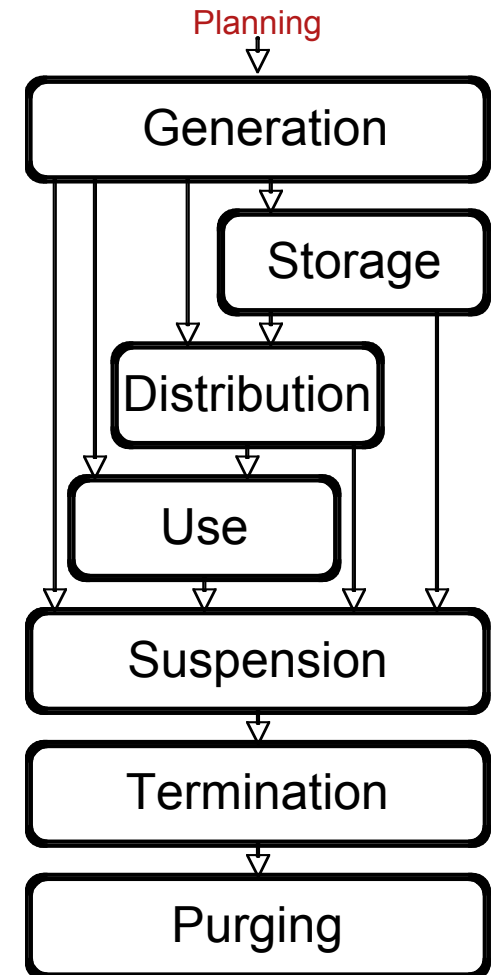 Planning
Generation
Storage
Distribution
Use
Suspension
Termination
Purging